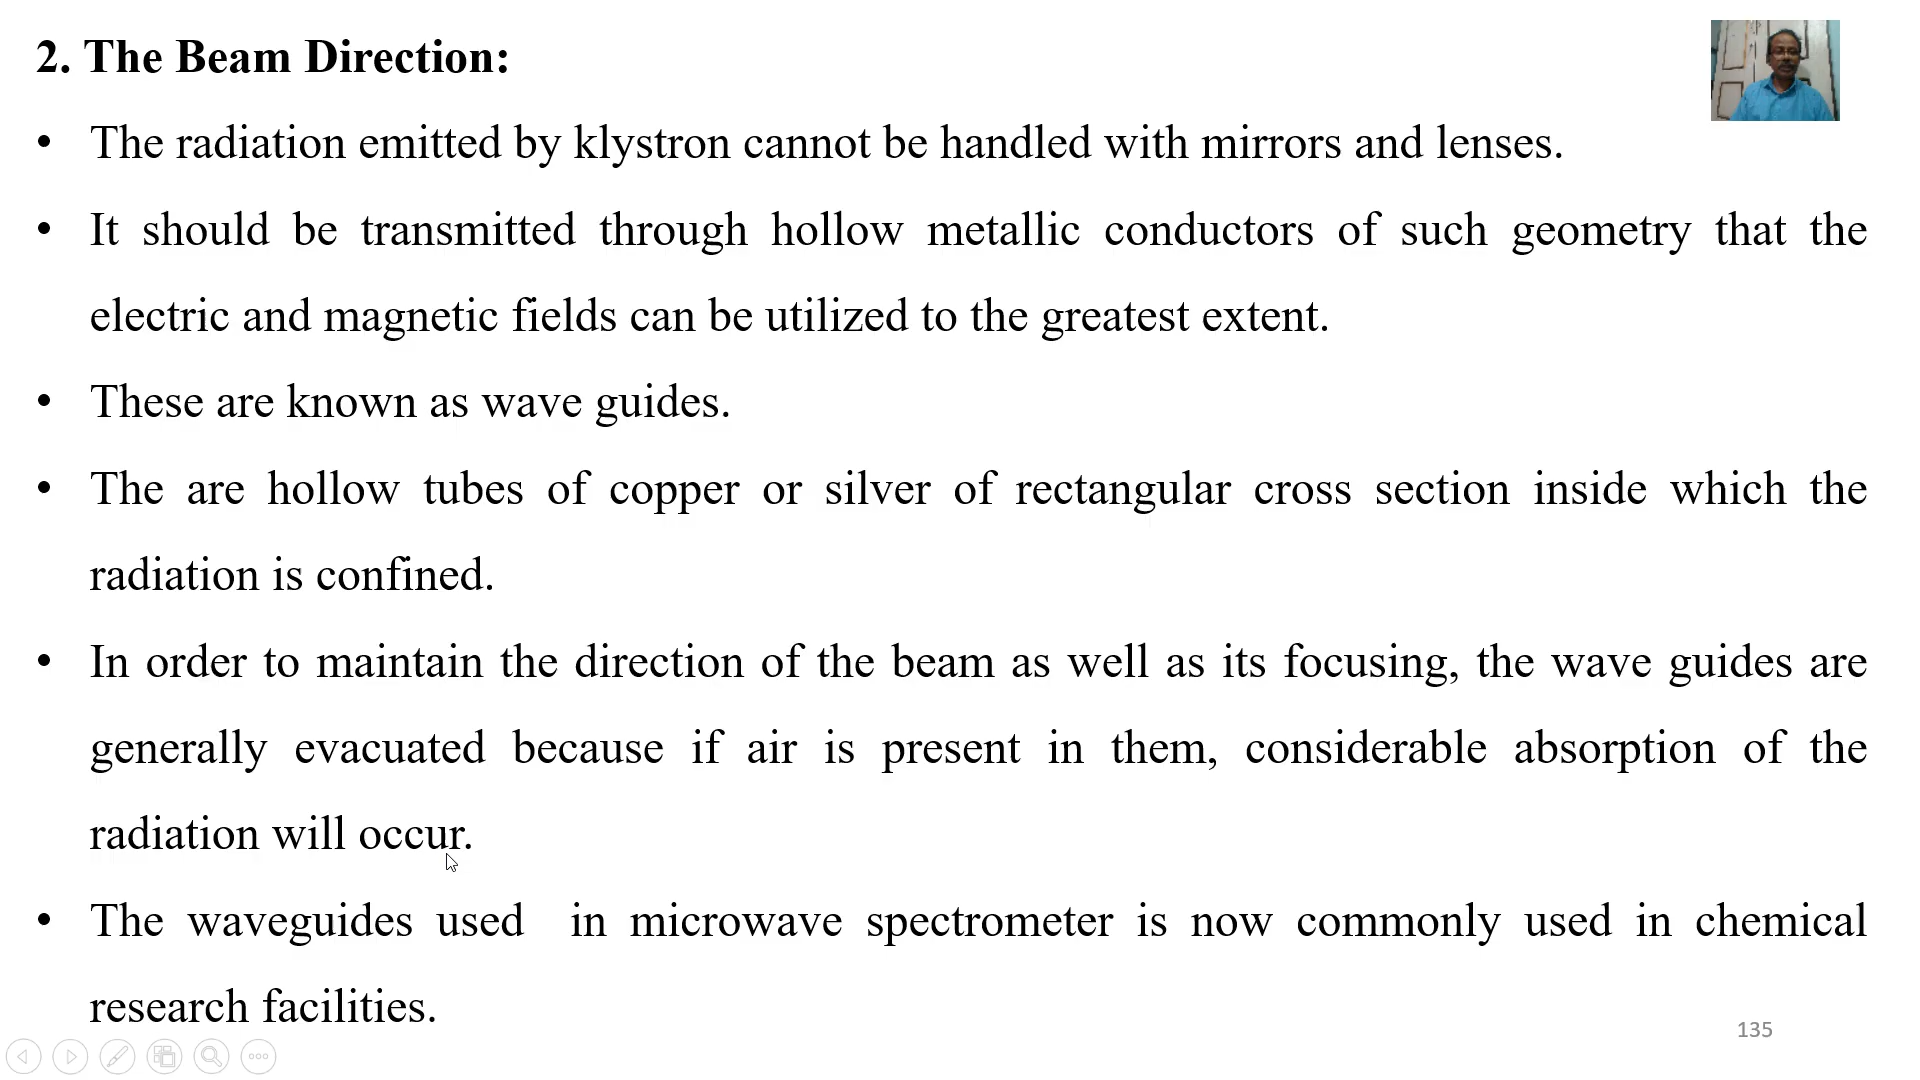 2. The Beam Direction:
• The radiation emitted by klystron cannot be handled with mirrors and lenses.
• It should be transmitted through hollow metallic conductors of such geometry that the
electric and magnetic fields can be utilized to the greatest extent.
• These are known as wave guides.
• The are hollow tubes of copper or silver of rectangular cross section inside which the
radiation is confined.
• In order to maintain the direction of the beam as well as its focusing, the wave guides are
generally evacuated because if air is present in them, considerable absorption of the
radiation will occur.
• The waveguides used in microwave spectrometer is now commonly used in chemical
research facilities.
135